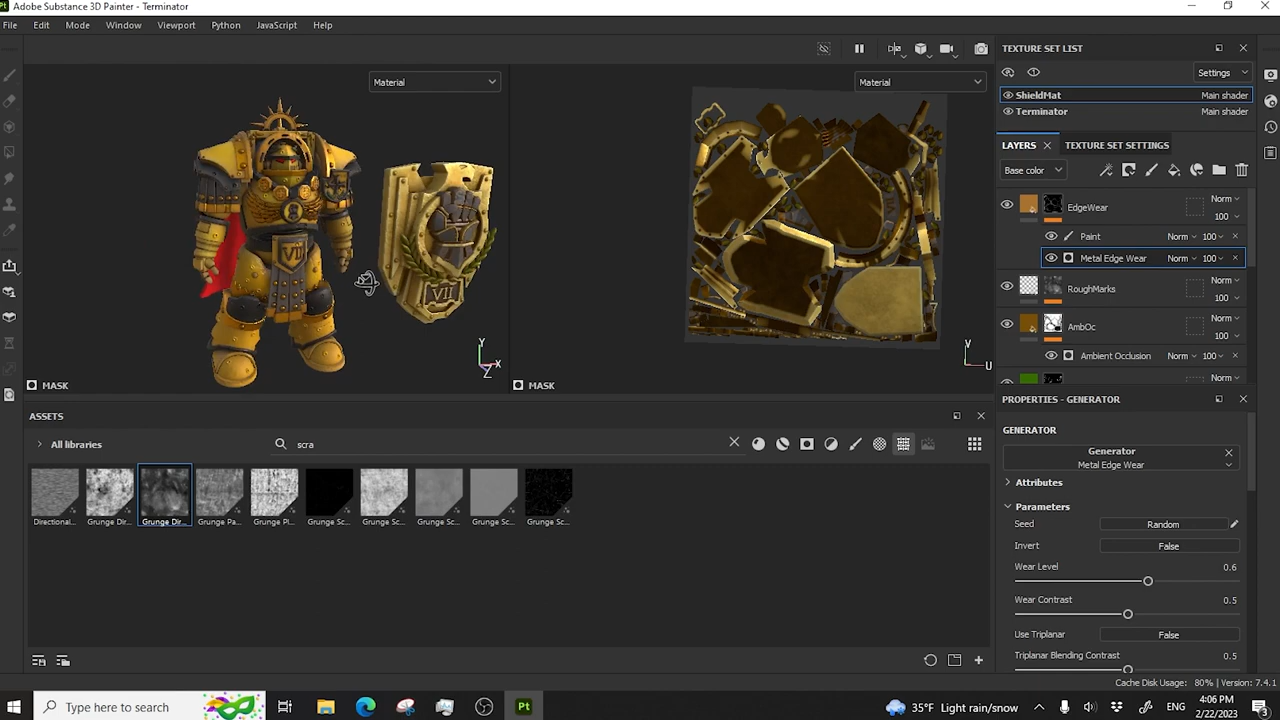 Pt Adobe Substance 3D Painter - Terminator
File Edit Mode Window Viewport Python JavaScript Help
Material
Material
VII
VII
Y
X
Z
V
U
MASK
MASK
TEXTURE SET LIST
Settings
ShieldMat Main shader
Terminator Main shader
LAYERS TEXTURE SET SETTINGS
Base color
EdgeWear Norm
100
Paint Norm 100
Metal Edge Wear Norm 100
RoughMarks Norm
100
AmbOc Norm
100
Ambient Occlusion Norm 100
Norm
PROPERTIES - GENERATOR
GENERATOR
Generator
Metal Edge Wear
Attributes
Parameters
Seed Random
Invert False
Wear Level 0.6
Wear Contrast 0.5
Use Triplanar False
Triplanar Blending Contrast 0.5
ASSETS
All libraries scra
Directional... Grunge Dir... Grunge Dir... Grunge Pa... Grunge Pl... Grunge Sc... Grunge Sc... Grunge Sc... Grunge Sc... Grunge Sc...
Cache Disk Usage: 80% | Version: 7.4.1
Type here to search Pt 35°F Light rain/snow ENG 4:06 PM
2/22/2023 3